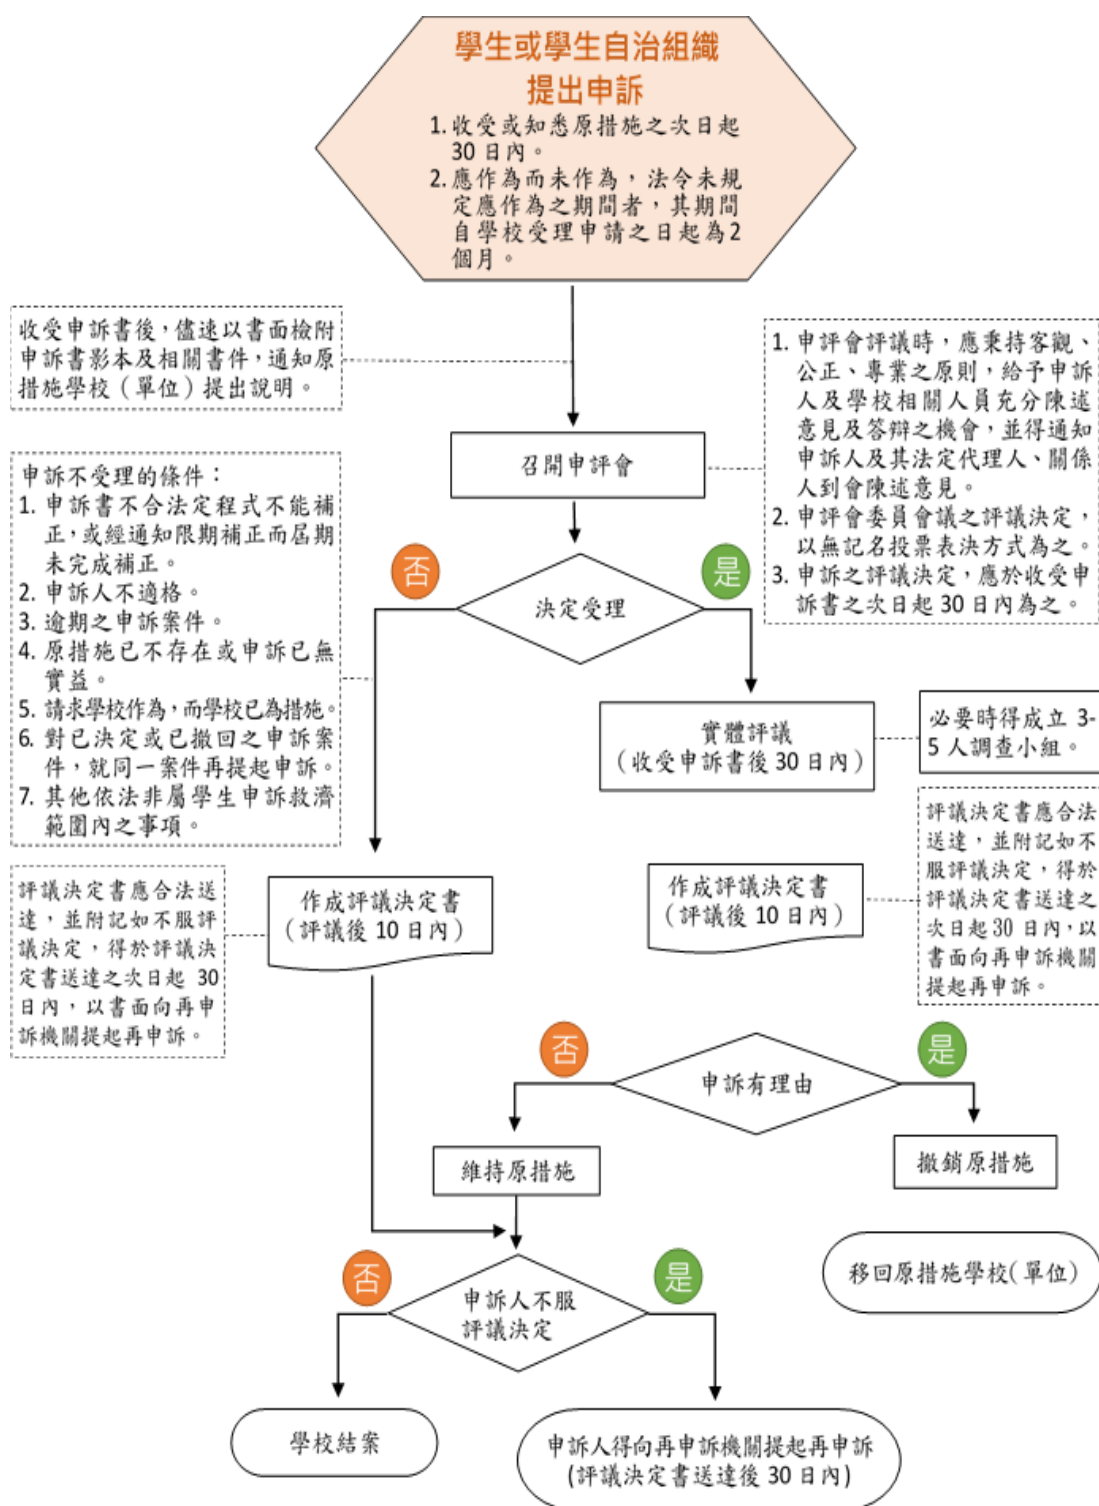 學生或學生自治組織
提出申訴
1. 收受或知悉原措施之次日起
30 日內。
2. 應作為而未作為，法令未規
定應作為之期間者，其期間
自學校受理申請之日起為2
個月。
收受申訴書後，儘速以書面檢附
申訴書影本及相關書件，通知原
措施學校（單位）提出說明。
1. 申評會評議時，應秉持客觀、
公正、專業之原則，給予申訴
人及學校相關人員充分陳述
意見及答辯之機會，並得通知
申訴人及其法定代理人、關係
人到會陳述意見。
2. 申評會委員會議之評議決定，
以無記名投票表決方式為之。
3. 申訴之評議決定，應於收受申
訴書之次日起 30 日內為之。
召開申評會
申訴不受理的條件：
1. 申訴書不合法定程式不能補
正，或經通知限期補正而屆期
未完成補正。
2. 申訴人不適格。
3. 逾期之申訴案件。
4. 原措施已不存在或申訴已無
實益。
5. 請求學校作為，而學校已為措施。
6. 對已決定或已撤回之申訴案
件，就同一案件再提起申訴。
7. 其他依法非屬學生申訴救濟
範圍內之事項。
否
是
決定受理
實體評議
（收受申訴書後 30 日內）
必要時得成立 3-
5 人調查小組。
評議決定書應合法送
達，並附記如不服評
議決定，得於評議決
定書送達之次日起 30
日內，以書面向再申
訴機關提起再申訴。
作成評議決定書
（評議後 10 日內）
作成評議決定書
（評議後 10 日內）
評議決定書應合法
送達，並附記如不
服評議決定，得於
評議決定書送達之
次日起 30 日內，以
書面向再申訴機關
提起再申訴。
否
是
申訴有理由
維持原措施
撤銷原措施
移回原措施學校(單位)
否
是
申訴人不服
評議決定
學校結案
申訴人得向再申訴機關提起再申訴
(評議決定書送達後 30 日內)